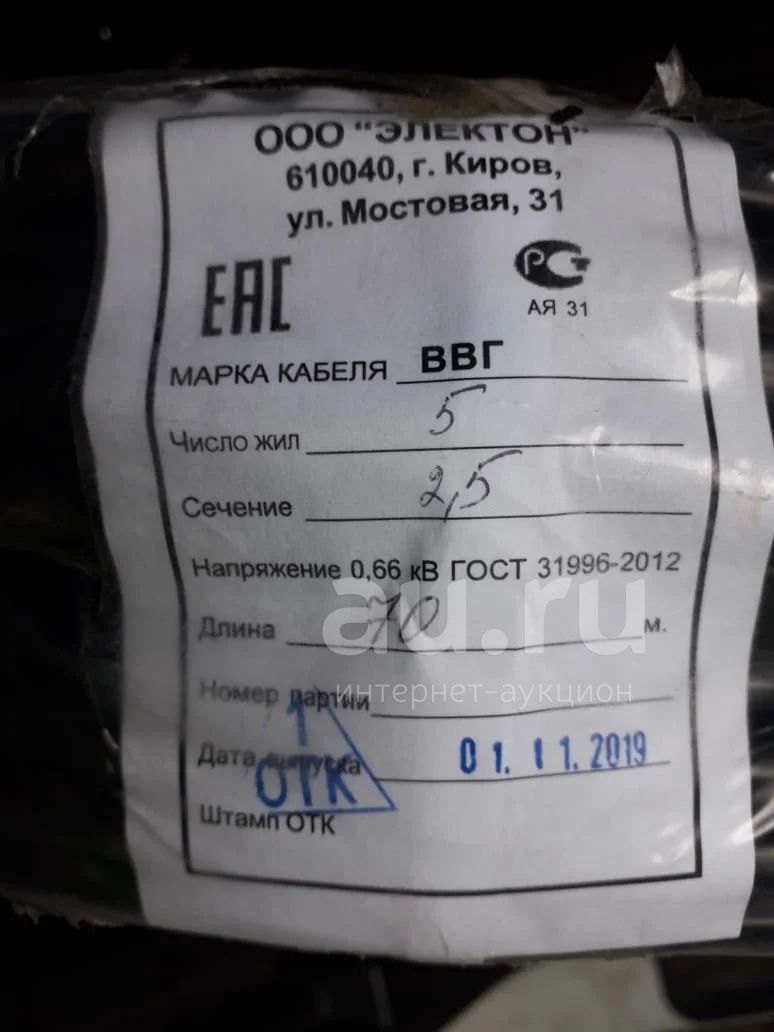 ООО "ЭЛЕКТОН"
610040, г. Киров,
ул. Мостовая, 31
ЕАС
РСТ
АЯ 31
МАРКА КАБЕЛЯ ВВГ
Число жил 5
Сечение 2,5
Напряжение 0,66 кВ ГОСТ 31996-2012
Длина 70 м.
au.ru
интернет-аукцион
Номер партии
Дата выпуска 01.11.2019
1
ОТК
Штамп ОТК